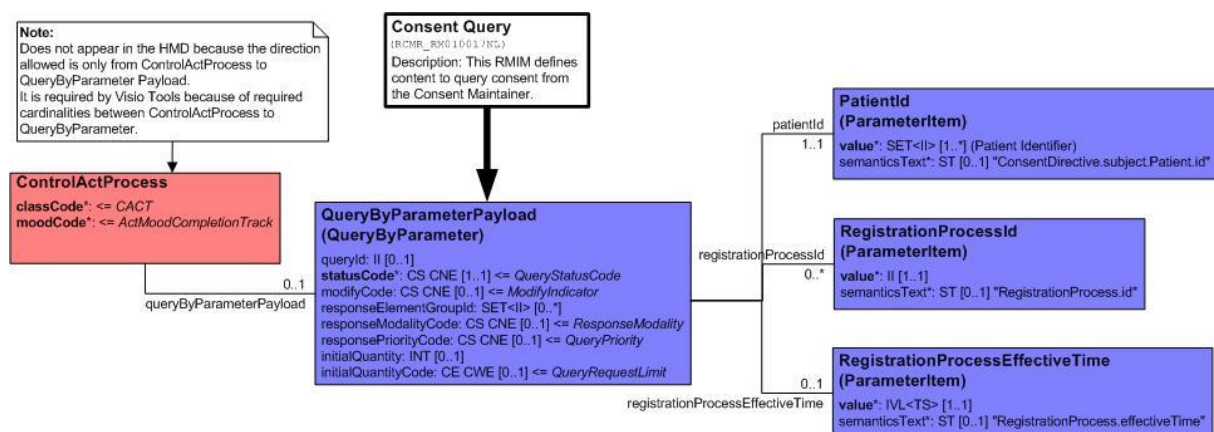 Note:
Does not appear in the HMD because the direction
allowed is only from ControlActProcess to
QueryByParameter Payload.
It is required by Visio Tools because of required
cardinalities between ControlActProcess to
QueryByParameter.
Consent Query
(RCMR_RM010017NL)
Description: This RMIM defines
content to query consent from
the Consent Maintainer.
ControlActProcess
classCode*: <= CACT
moodCode*: <= ActMoodCompletionTrack
0..1
queryByParameterPayload
QueryByParameterPayload
(QueryByParameter)
queryId: II [0..1]
statusCode*: CS CNE [1..1] <= QueryStatusCode
modifyCode: CS CNE [0..1] <= ModifyIndicator
responseElementGroupId: SET<II> [0..*]
responseModalityCode: CS CNE [0..1] <= ResponseModality
responsePriorityCode: CS CNE [0..1] <= QueryPriority
initialQuantity: INT [0..1]
initialQuantityCode: CE CWE [0..1] <= QueryRequestLimit
patientId
1..1
PatientId
(ParameterItem)
value*: SET<II> [1..*] (Patient Identifier)
semanticsText*: ST [0..1] "ConsentDirective.subject.Patient.id"
registrationProcessId
0..*
RegistrationProcessId
(ParameterItem)
value*: II [1..1]
semanticsText*: ST [0..1] "RegistrationProcess.id"
0..1
registrationProcessEffectiveTime
RegistrationProcessEffectiveTime
(ParameterItem)
value*: IVL<TS> [1..1]
semanticsText*: ST [0..1] "RegistrationProcess.effectiveTime"